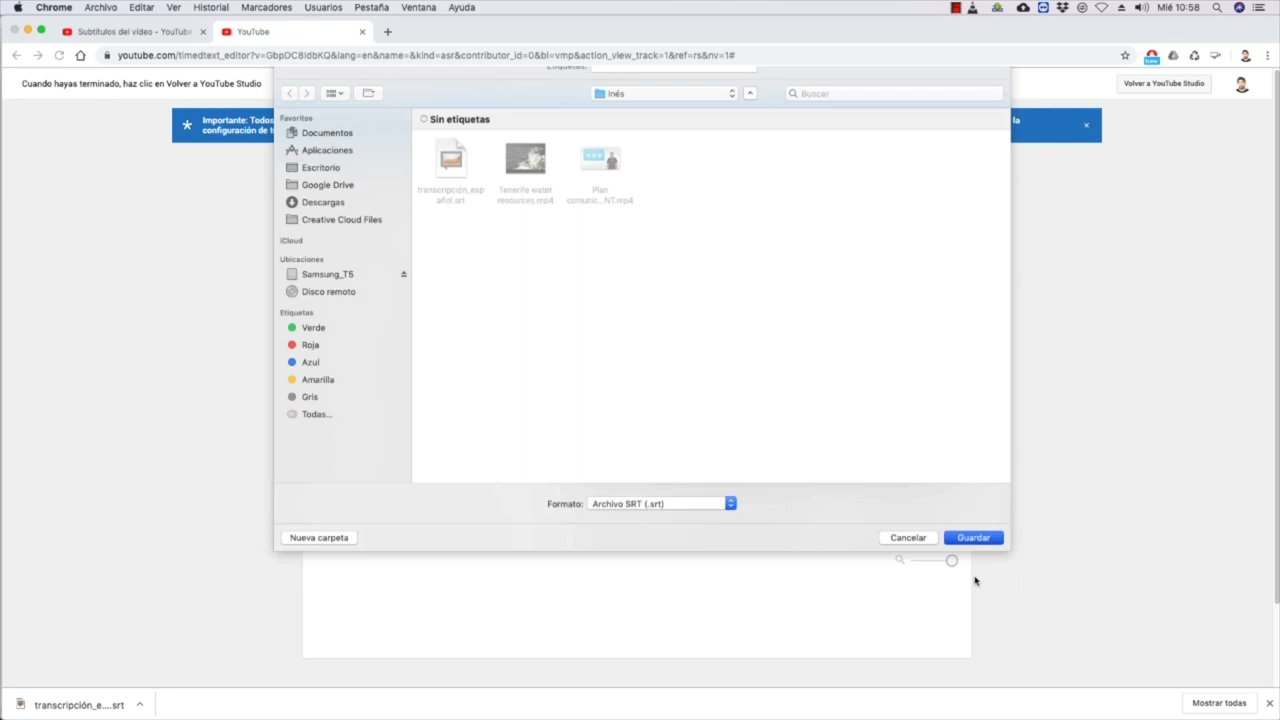 Chrome Archivo Editar Ver Historial Marcadores Usuarios Pestaña Ventana Ayuda
Mié 10:58
Subtítulos del vídeo - YouTube
YouTube
youtube.com/timedtext_editor?v=GbpDC8IdbKQ&lang=en&name=&kind=asr&contributor_id=0&bl=vmp&action_view_track=1&ref=rs&nv=1#
New
Cuando hayas terminado, haz clic en Volver a YouTube Studio
Volver a YouTube Studio
Etiquetas:
Inés
Buscar
Importante: Todos
la
configuración de t
Favoritos
Documentos
Aplicaciones
Escritorio
Google Drive
Descargas
Creative Cloud Files
iCloud
Ubicaciones
Samsung_T5
Disco remoto
Etiquetas
Verde
Roja
Azul
Amarilla
Gris
Todas...
Sin etiquetas
transcripción_esp
añol.srt
Tenerife water
resources.mp4
Plan
comunic...NT.mp4
Formato: Archivo SRT (.srt)
Nueva carpeta
Cancelar
Guardar
transcripción_e....srt
Mostrar todas